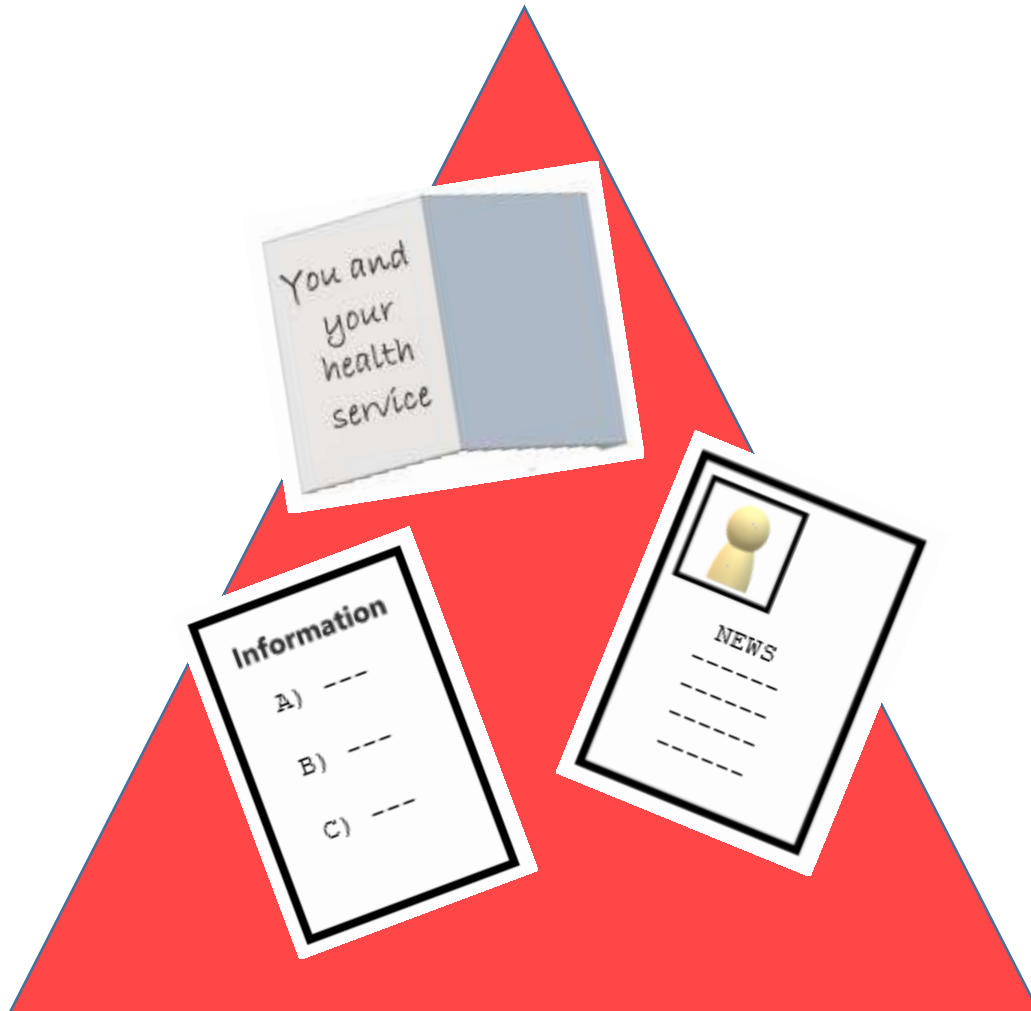 You and
your
health
service
Information
A) ---
B) ---
C) ---
NEWS
------
------
------
------